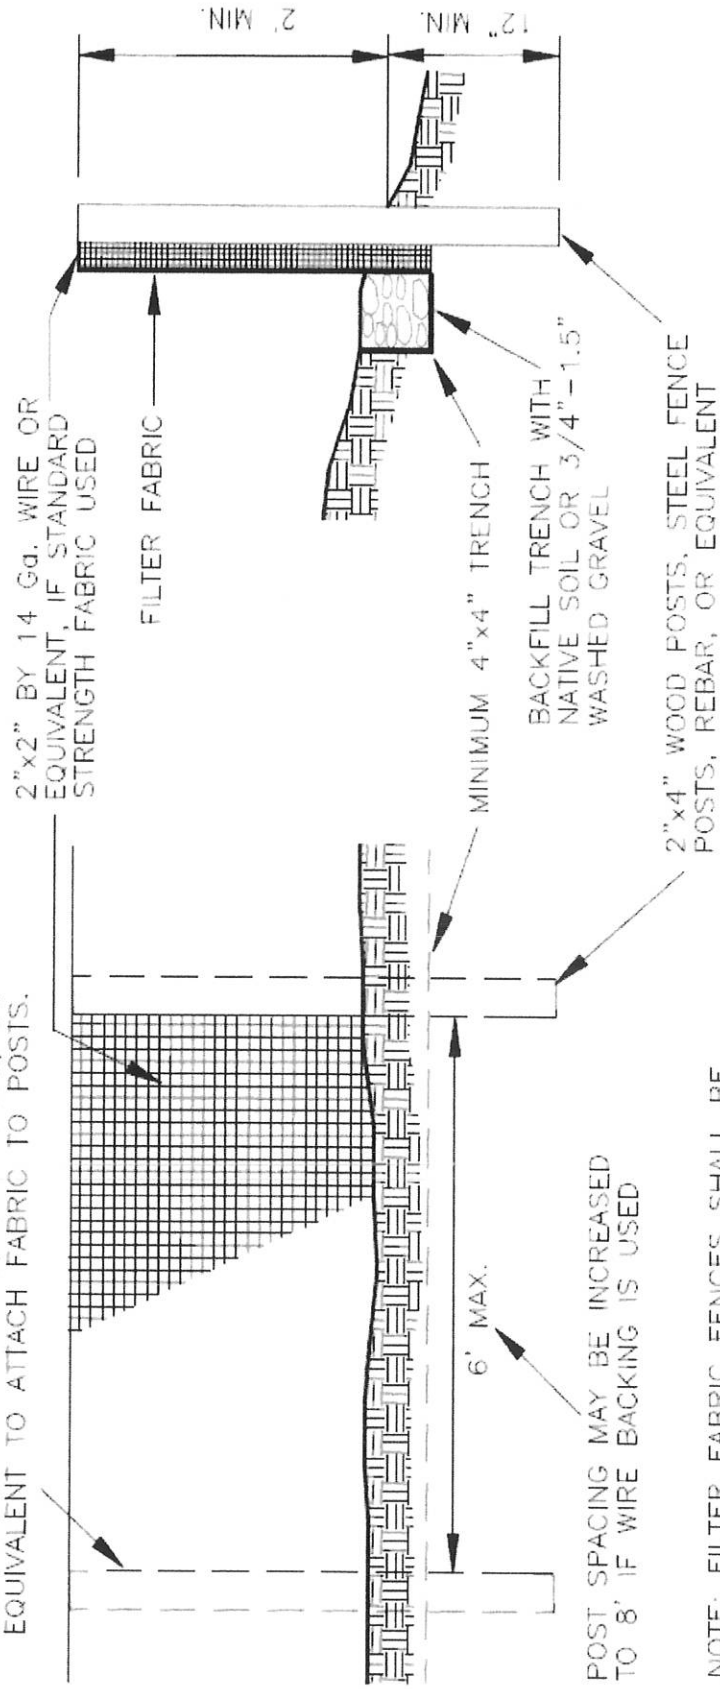 EQUIVALENT TO ATTACH FABRIC TO POSTS.
2"x2" BY 14 Ga. WIRE OR
EQUIVALENT, IF STANDARD
STRENGTH FABRIC USED
FILTER FABRIC
2' MIN.
12" MIN.
6' MAX.
POST SPACING MAY BE INCREASED
TO 8' IF WIRE BACKING IS USED
MINIMUM 4"x4" TRENCH
BACKFILL TRENCH WITH
NATIVE SOIL OR 3/4"-1.5"
WASHED GRAVEL
2"x4" WOOD POSTS, STEEL FENCE
POSTS, REBAR, OR EQUIVALENT
NOTE: FILTER FABRIC FENCES SHALL BE